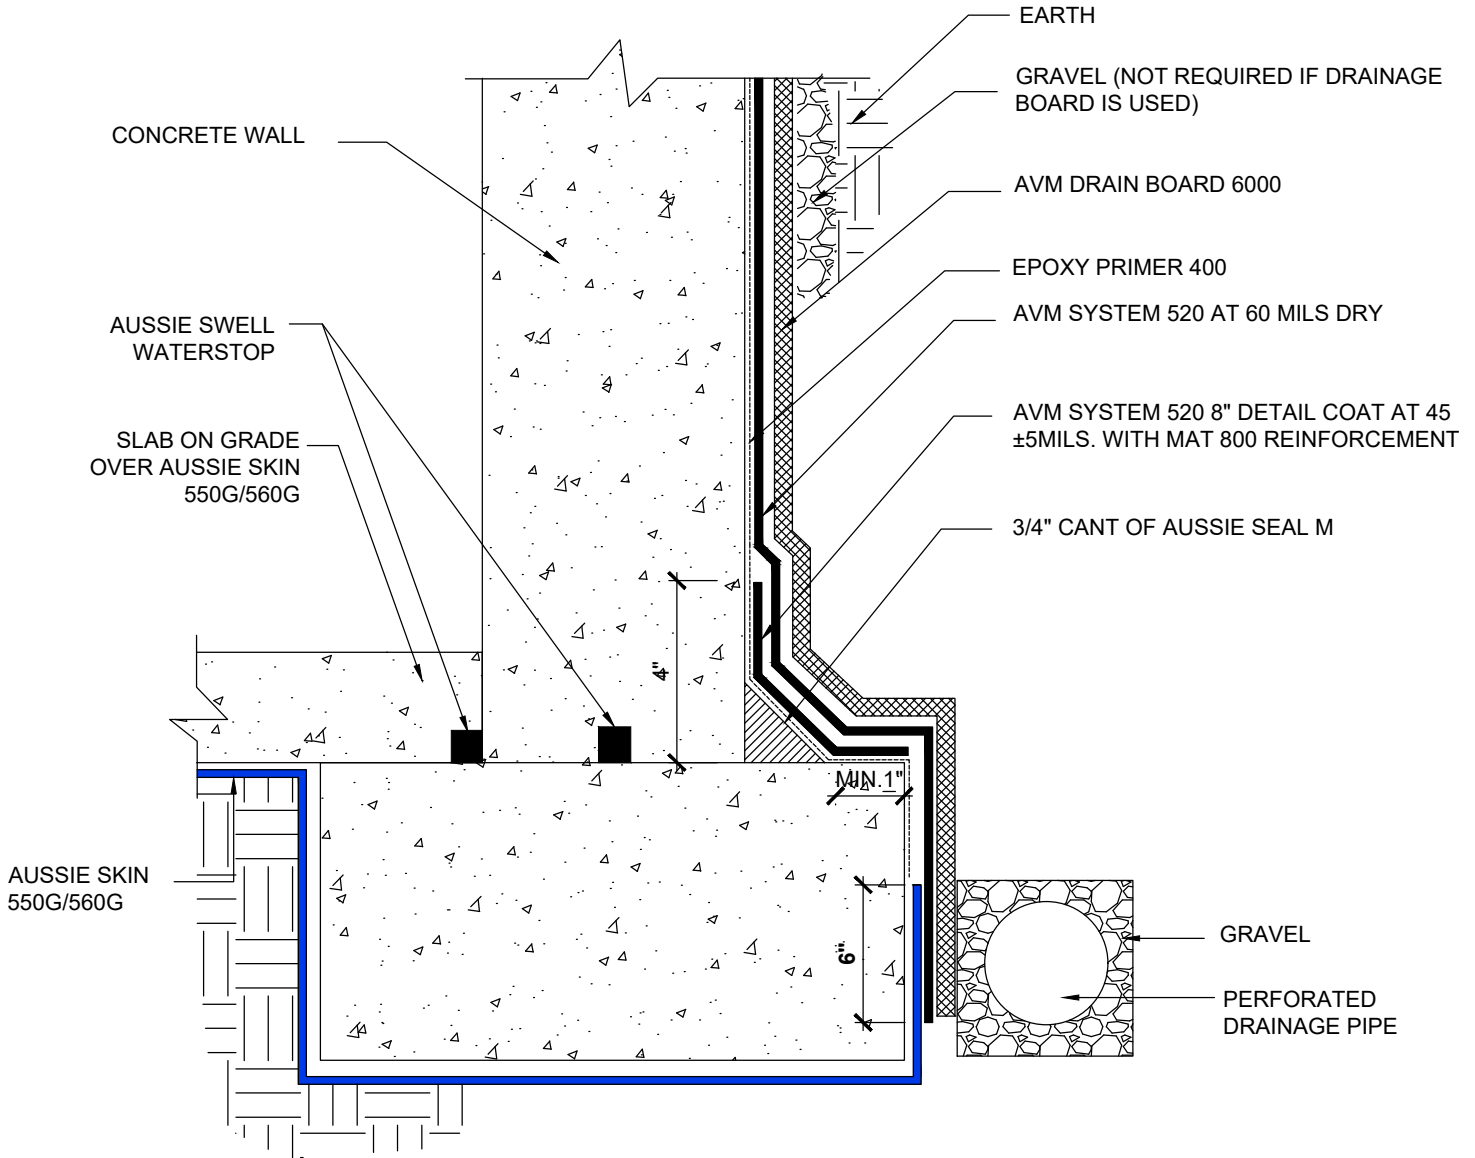 EARTH
GRAVEL (NOT REQUIRED IF DRAINAGE
BOARD IS USED)
CONCRETE WALL
AVM DRAIN BOARD 6000
EPOXY PRIMER 400
AVM SYSTEM 520 AT 60 MILS DRY
AUSSIE SWELL
WATERSTOP
AVM SYSTEM 520 8" DETAIL COAT AT 45
±5MILS. WITH MAT 800 REINFORCEMENT
SLAB ON GRADE
OVER AUSSIE SKIN
550G/560G
3/4" CANT OF AUSSIE SEAL M
4"
MIN.1"
AUSSIE SKIN
550G/560G
6"
GRAVEL
PERFORATED
DRAINAGE PIPE